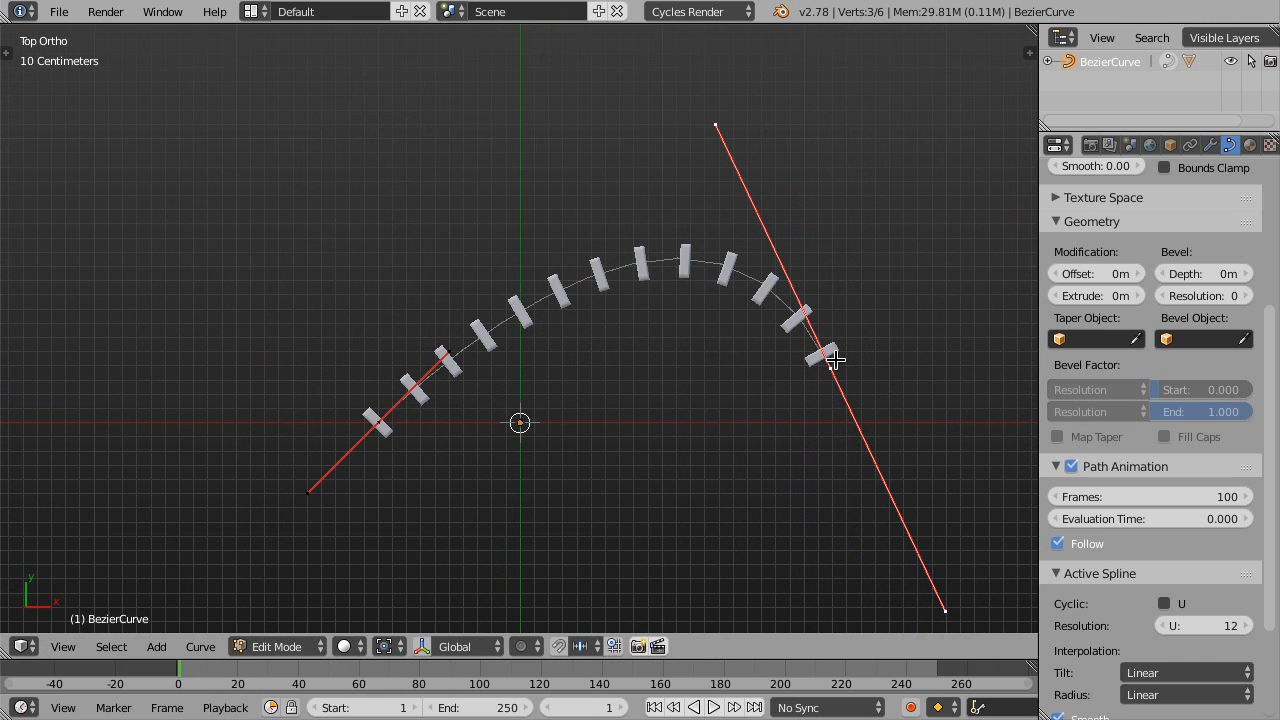 File Render Window Help Default Scene Cycles Render v2.78 | Verts:3/6 | Mem:29.81M (0.11M) | BezierCurve
Top Ortho
10 Centimeters
(1) BezierCurve
y
x
View Search Visible Layers
BezierCurve
Smooth: 0.00 Bounds Clamp
Texture Space
Geometry
Modification: Bevel:
Offset: 0m Depth: 0m
Extrude: 0m Resolution: 0
Taper Object: Bevel Object:
Bevel Factor:
Resolution Start: 0.000
Resolution End: 1.000
Map Taper Fill Caps
Path Animation
Frames: 100
Evaluation Time: 0.000
Follow
Active Spline
Cyclic: U
Resolution: U: 12
Interpolation:
Tilt: Linear
Radius: Linear
Smooth
View Select Add Curve Edit Mode Global
-40 -20 0 20 40 60 80 100 120 140 160 180 200 220 240 260
View Marker Frame Playback Start: 1 End: 250 1 No Sync